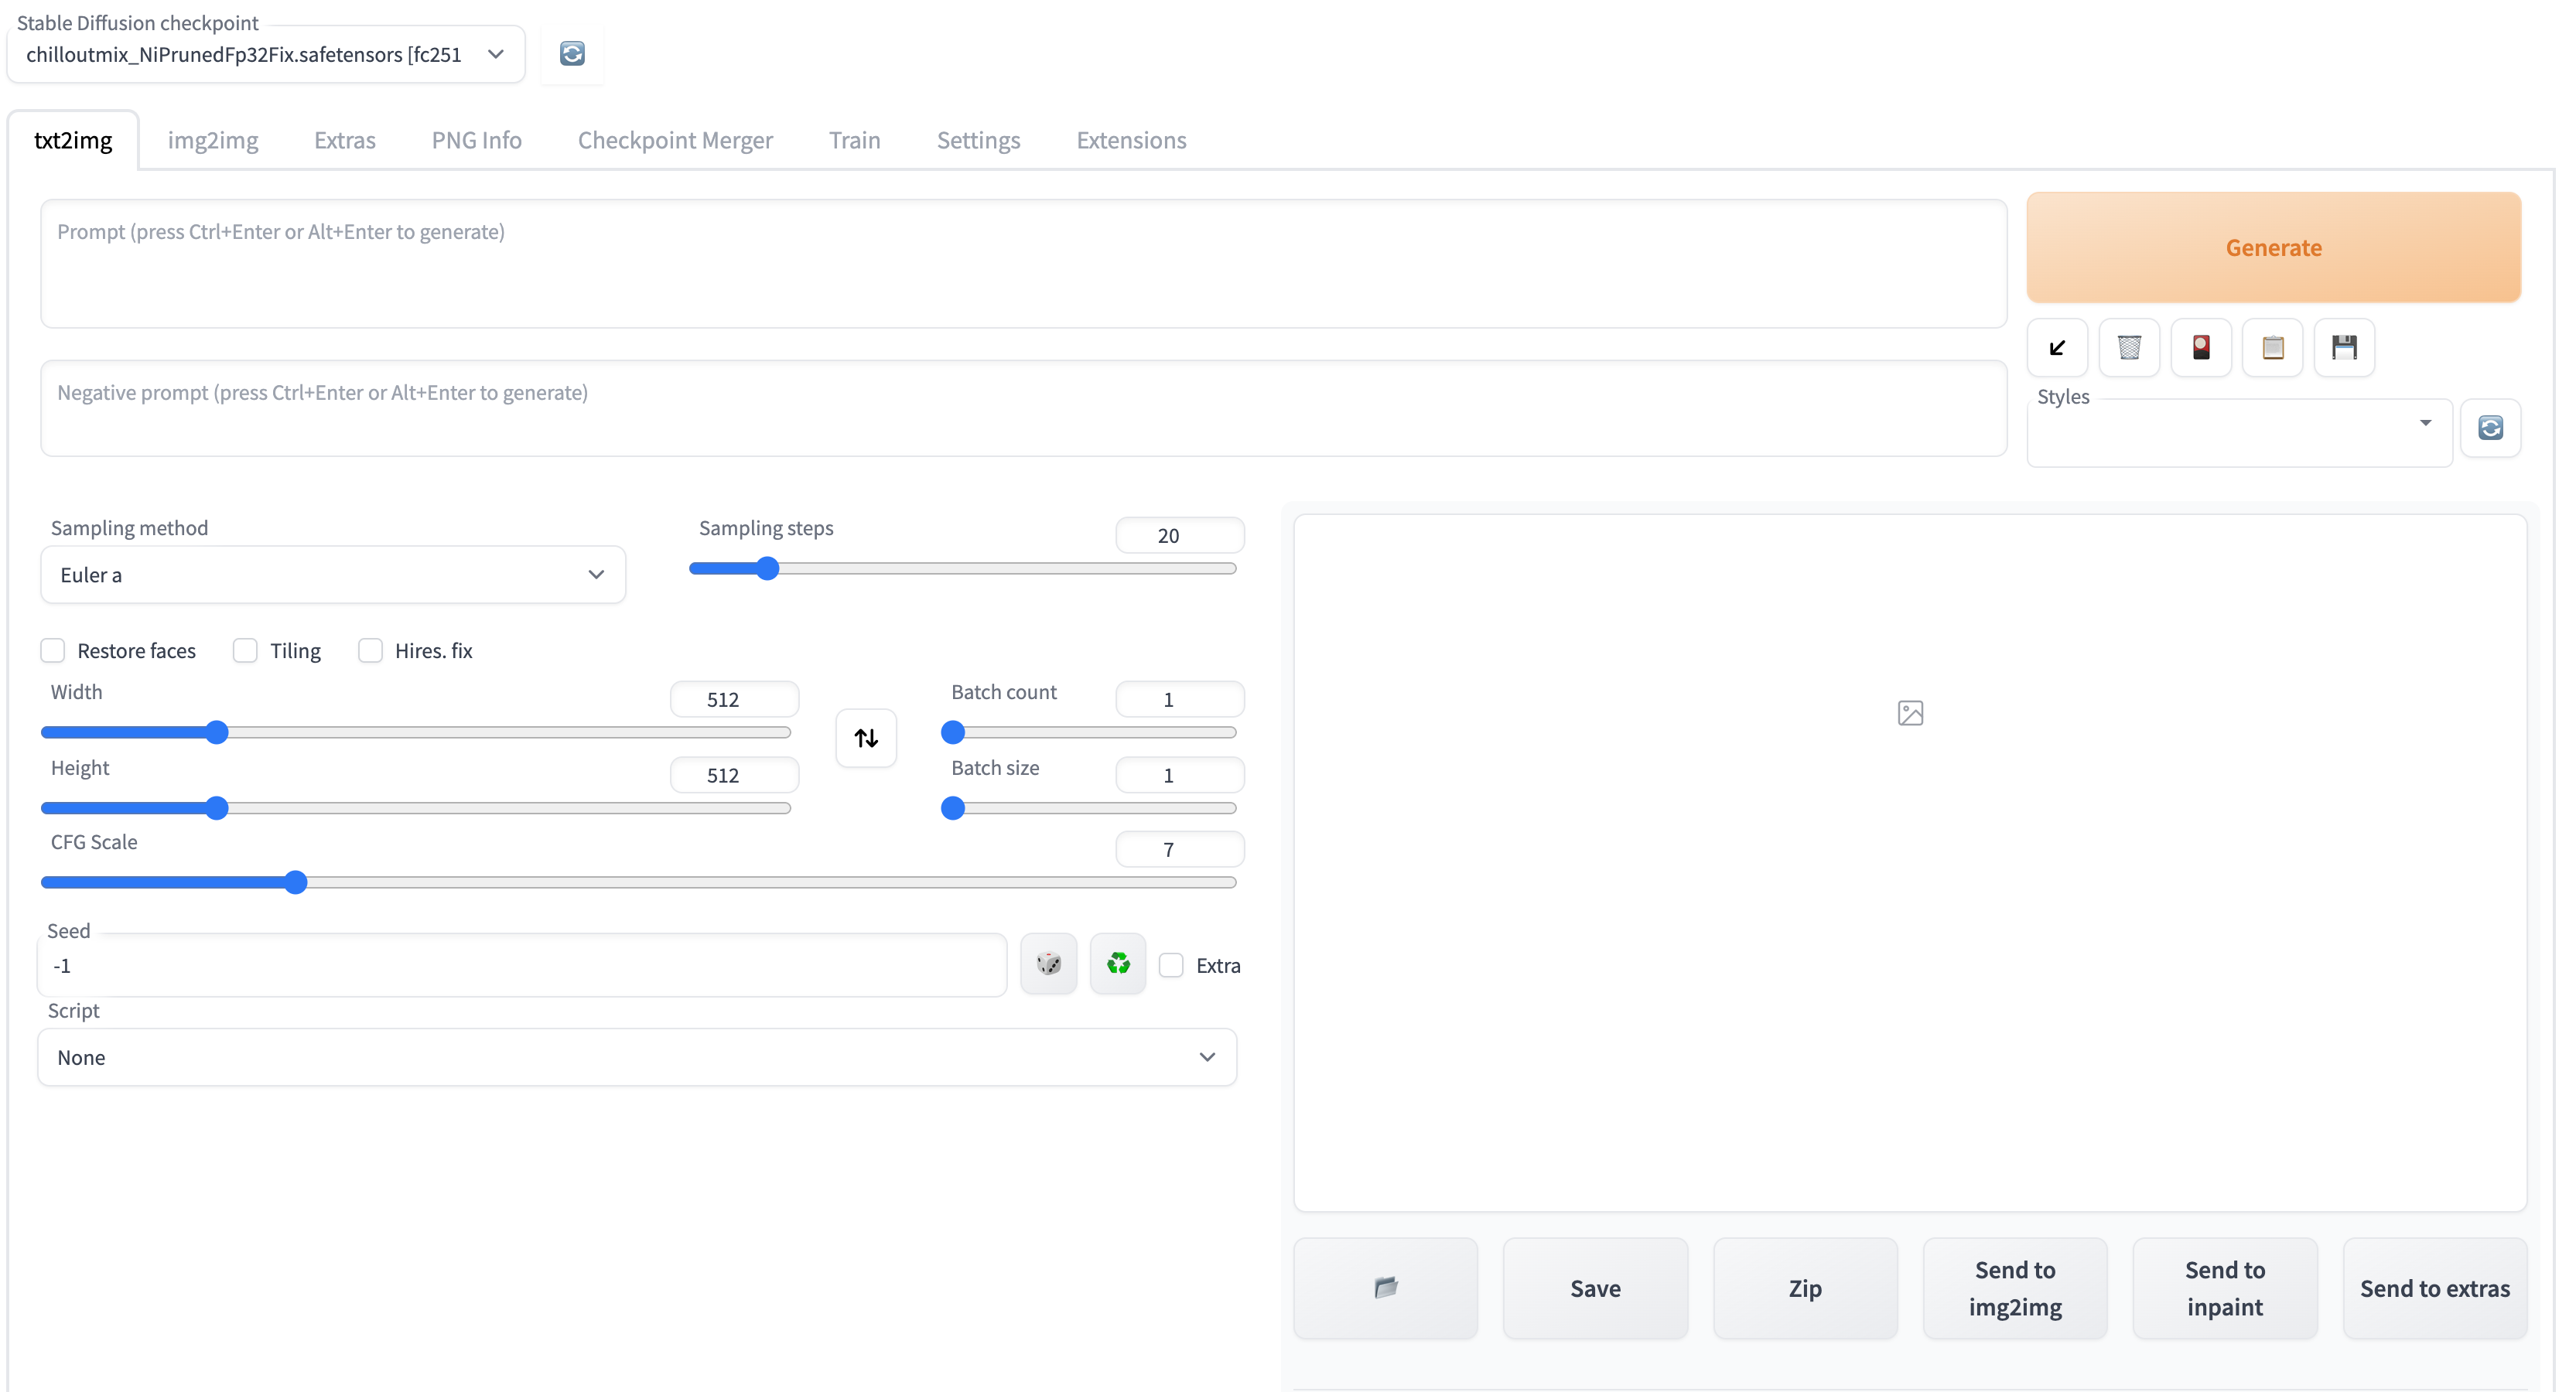 Stable Diffusion checkpoint
chilloutmix_NiPrunedFp32Fix.safetensors [fc251
txt2img img2img Extras PNG Info Checkpoint Merger Train Settings Extensions
Prompt (press Ctrl+Enter or Alt+Enter to generate)
Generate
Negative prompt (press Ctrl+Enter or Alt+Enter to generate)
Styles
Sampling method
Euler a
Sampling steps
20
Restore faces Tiling Hires. fix
Width
512
Batch count
1
Height
512
Batch size
1
CFG Scale
7
Seed
-1
Extra
Script
None
Save
Zip
Send to
img2img
Send to
inpaint
Send to extras